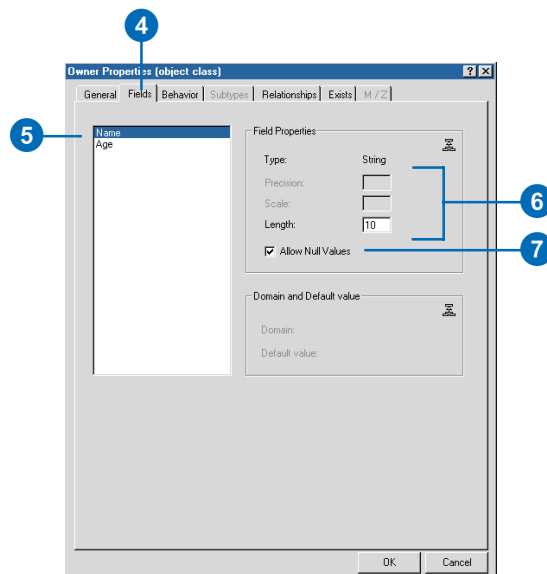 4
Owner Properties (object class)
? ×
General Fields Behavior Subtypes Relationships Exists M / Z
5
Name
Age
Field Properties
Type: String
Precision:
Scale:
Length: 10
6
Allow Null Values
7
Domain and Default value
Domain:
Default value:
OK Cancel